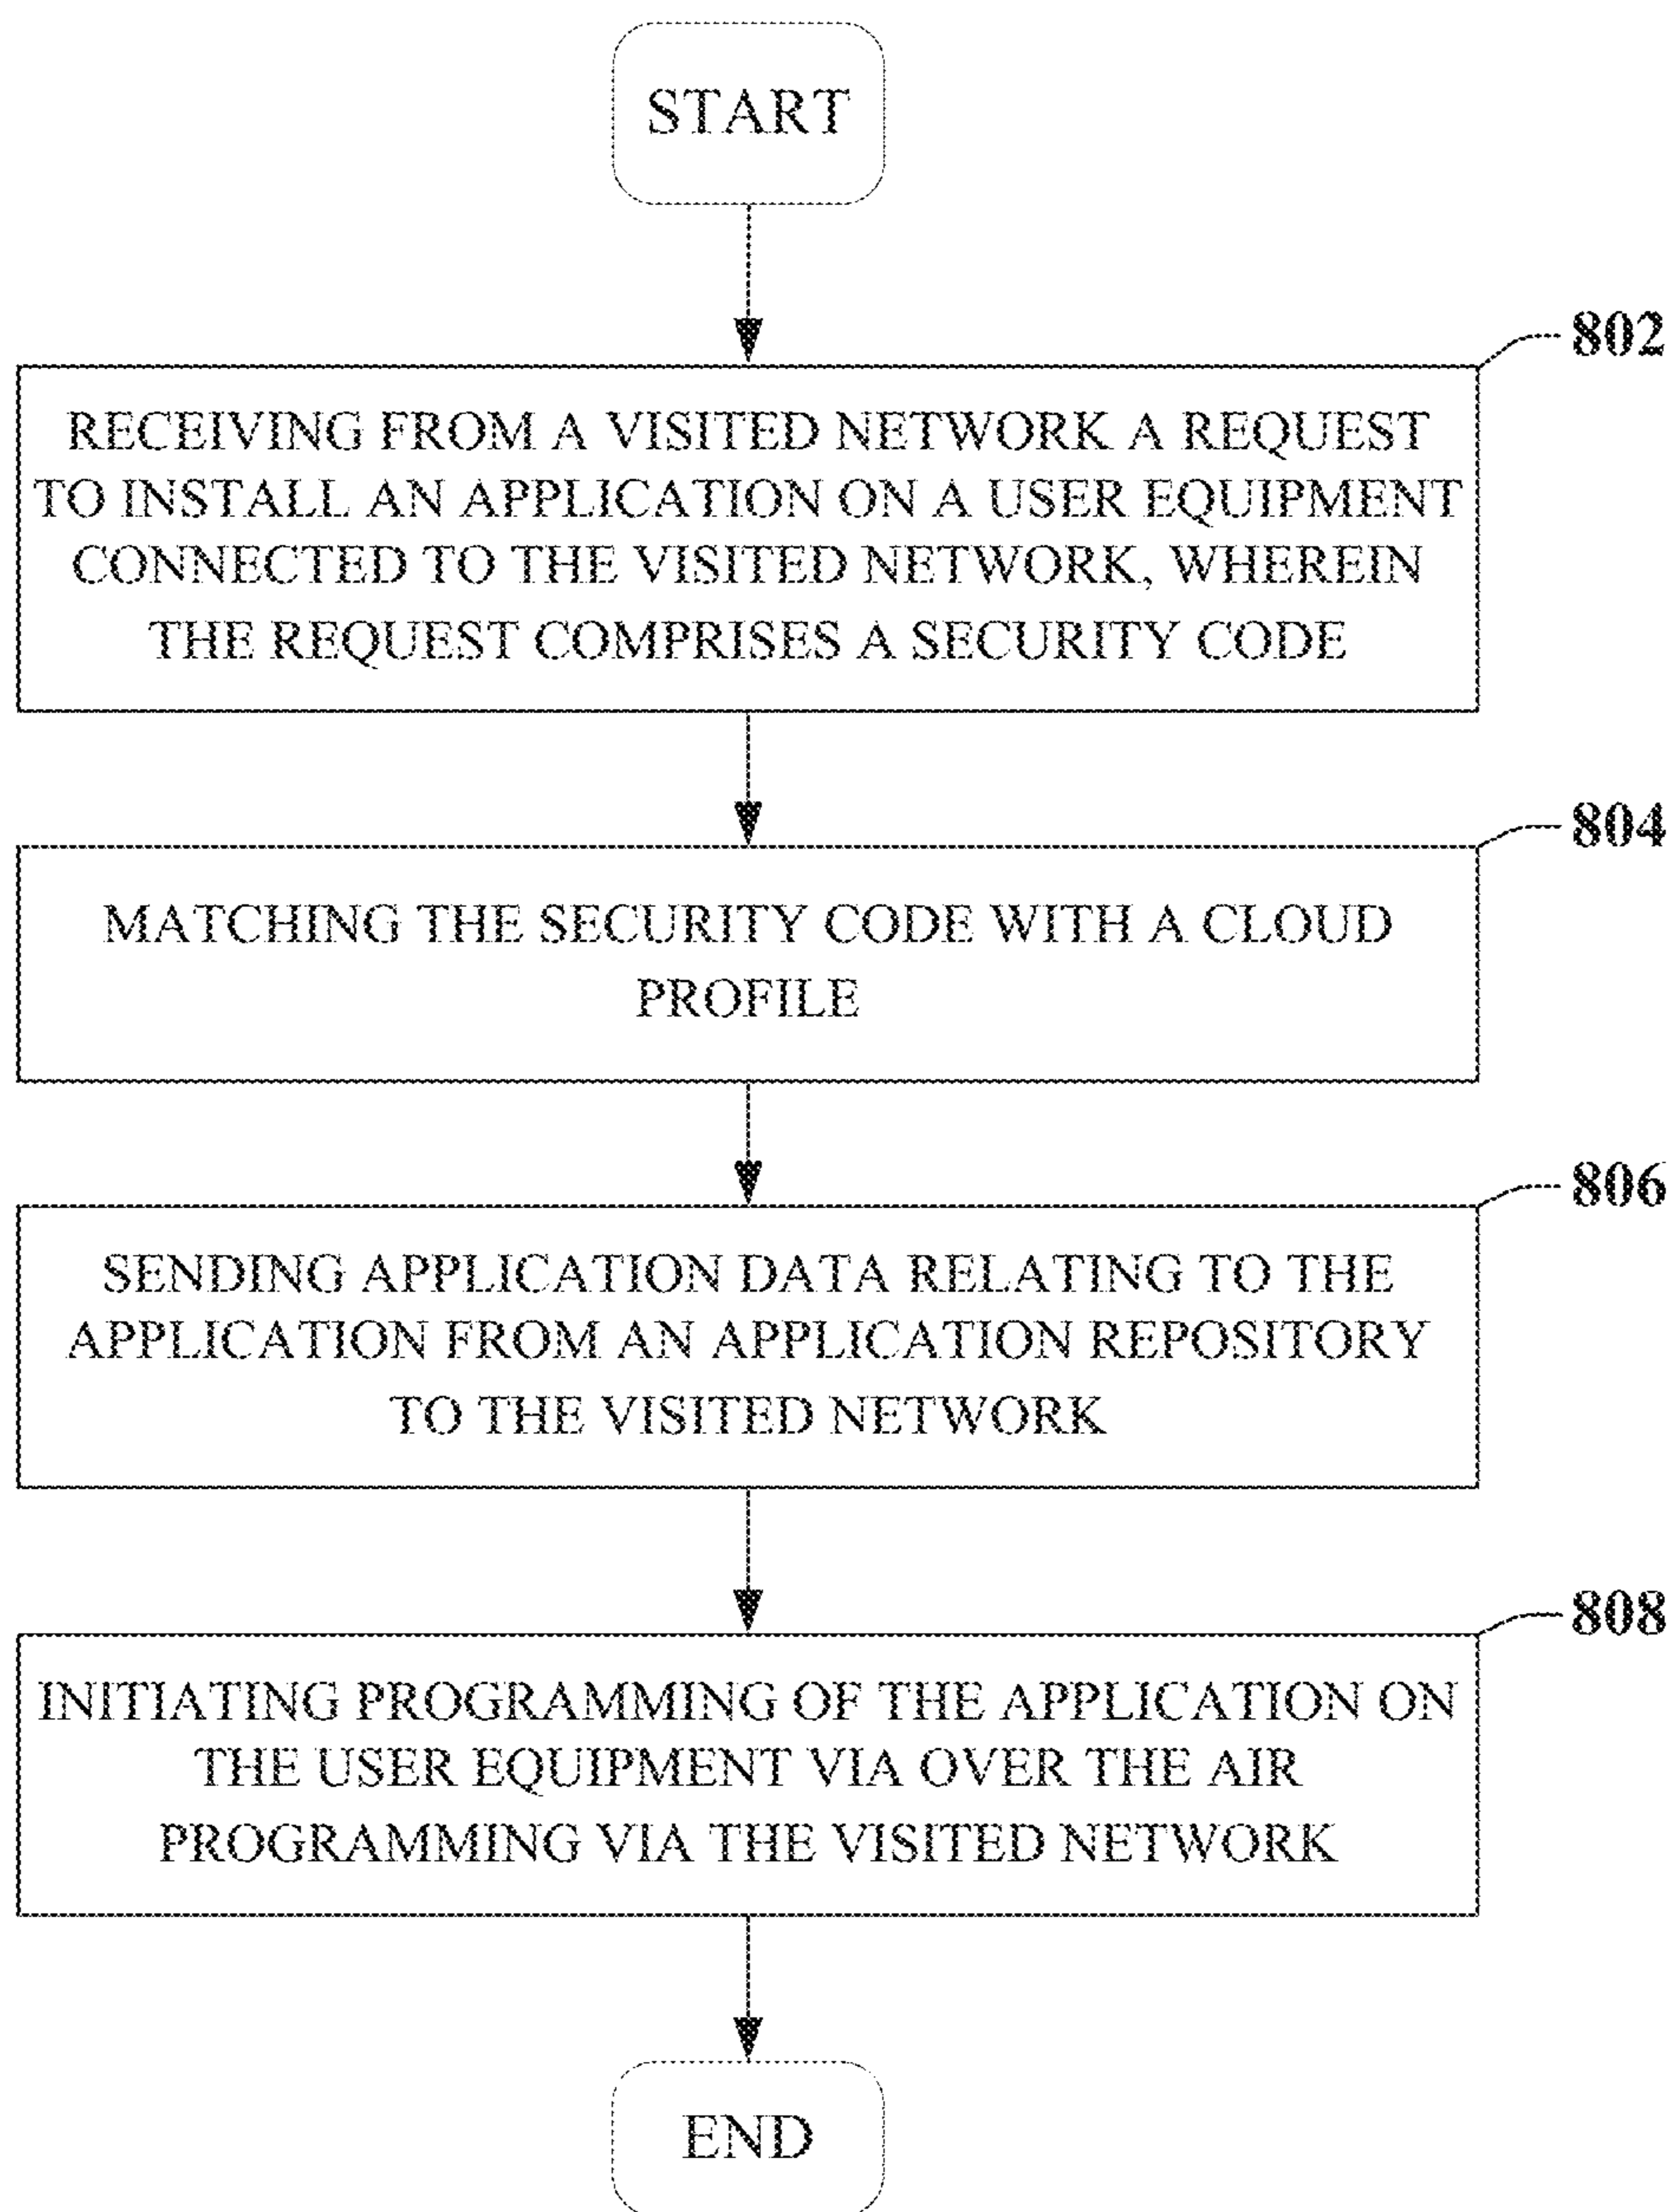 START
802
RECEIVING FROM A VISITED NETWORK A REQUEST
TO INSTALL AN APPLICATION ON A USER EQUIPMENT
CONNECTED TO THE VISITED NETWORK, WHEREIN
THE REQUEST COMPRISES A SECURITY CODE
804
MATCHING THE SECURITY CODE WITH A CLOUD
PROFILE
806
SENDING APPLICATION DATA RELATING TO THE
APPLICATION FROM AN APPLICATION REPOSITORY
TO THE VISITED NETWORK
808
INITIATING PROGRAMMING OF THE APPLICATION ON
THE USER EQUIPMENT VIA OVER THE AIR
PROGRAMMING VIA THE VISITED NETWORK
END